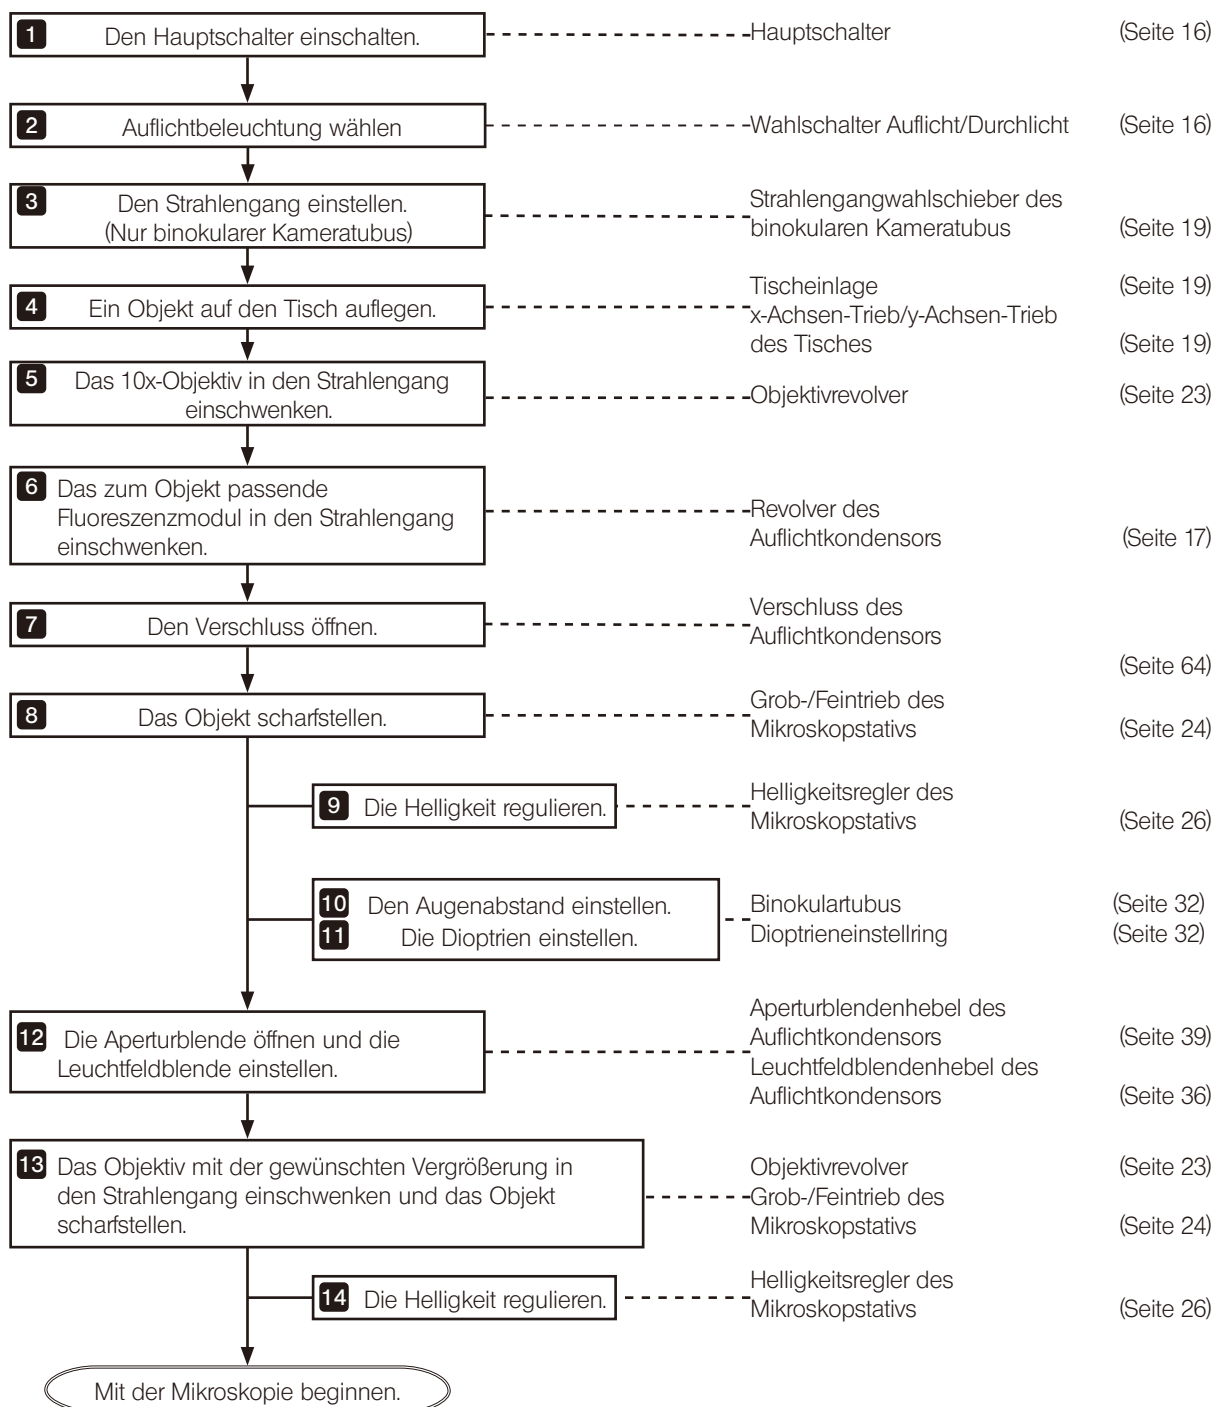 1 Den Hauptschalter einschalten.
Hauptschalter (Seite 16)
2 Auflichtbeleuchtung wählen
Wahlschalter Auflicht/Durchlicht (Seite 16)
3 Den Strahlengang einstellen.
(Nur binokularer Kameratubus)
Strahlengangwahlschieber des
binokularen Kameratubus (Seite 19)
4 Ein Objekt auf den Tisch auflegen.
Tischeinlage (Seite 19)
x-Achsen-Trieb/y-Achsen-Trieb
des Tisches (Seite 19)
5 Das 10x-Objektiv in den Strahlengang
einschwenken.
Objektivrevolver (Seite 23)
6 Das zum Objekt passende
Fluoreszenzmodul in den Strahlengang
einschwenken.
Revolver des
Auflichtkondensors (Seite 17)
7 Den Verschluss öffnen.
Verschluss des
Auflichtkondensors
(Seite 64)
8 Das Objekt scharfstellen.
Grob-/Feintrieb des
Mikroskopstativs (Seite 24)
9 Die Helligkeit regulieren.
Helligkeitsregler des
Mikroskopstativs (Seite 26)
10 Den Augenabstand einstellen.
11 Die Dioptrien einstellen.
Binokulartubus (Seite 32)
Dioptrieneinstellring (Seite 32)
12 Die Aperturblende öffnen und die
Leuchtfeldblende einstellen.
Aperturblendenhebel des
Auflichtkondensors (Seite 39)
Leuchtfeldblendenhebel des
Auflichtkondensors (Seite 36)
13 Das Objektiv mit der gewünschten Vergrößerung in
den Strahlengang einschwenken und das Objekt
scharfstellen.
Objektivrevolver (Seite 23)
Grob-/Feintrieb des
Mikroskopstativs (Seite 24)
14 Die Helligkeit regulieren.
Helligkeitsregler des
Mikroskopstativs (Seite 26)
Mit der Mikroskopie beginnen.